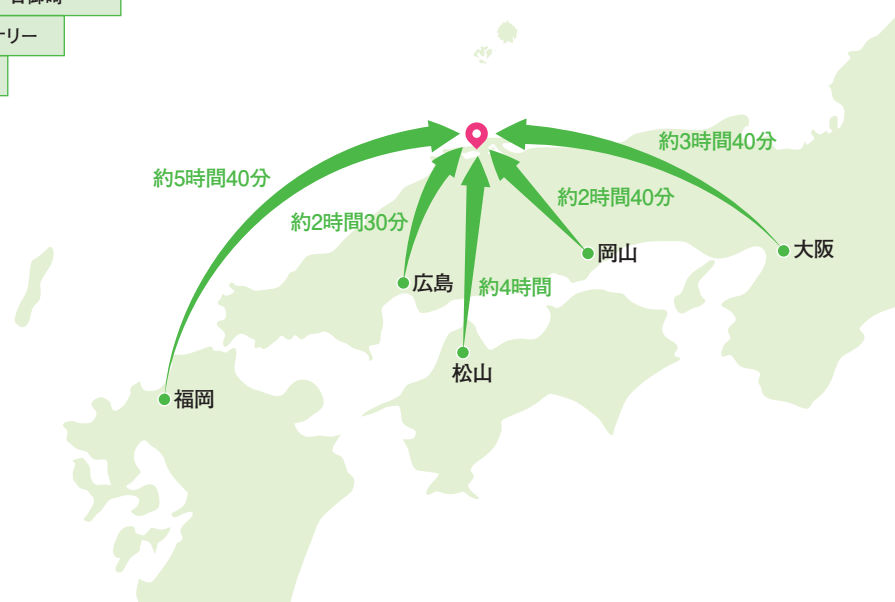 ナリー
約3時間40分
約5時間40分
約2時間40分
約2時間30分
大阪
岡山
広島
約4時間
松山
福岡